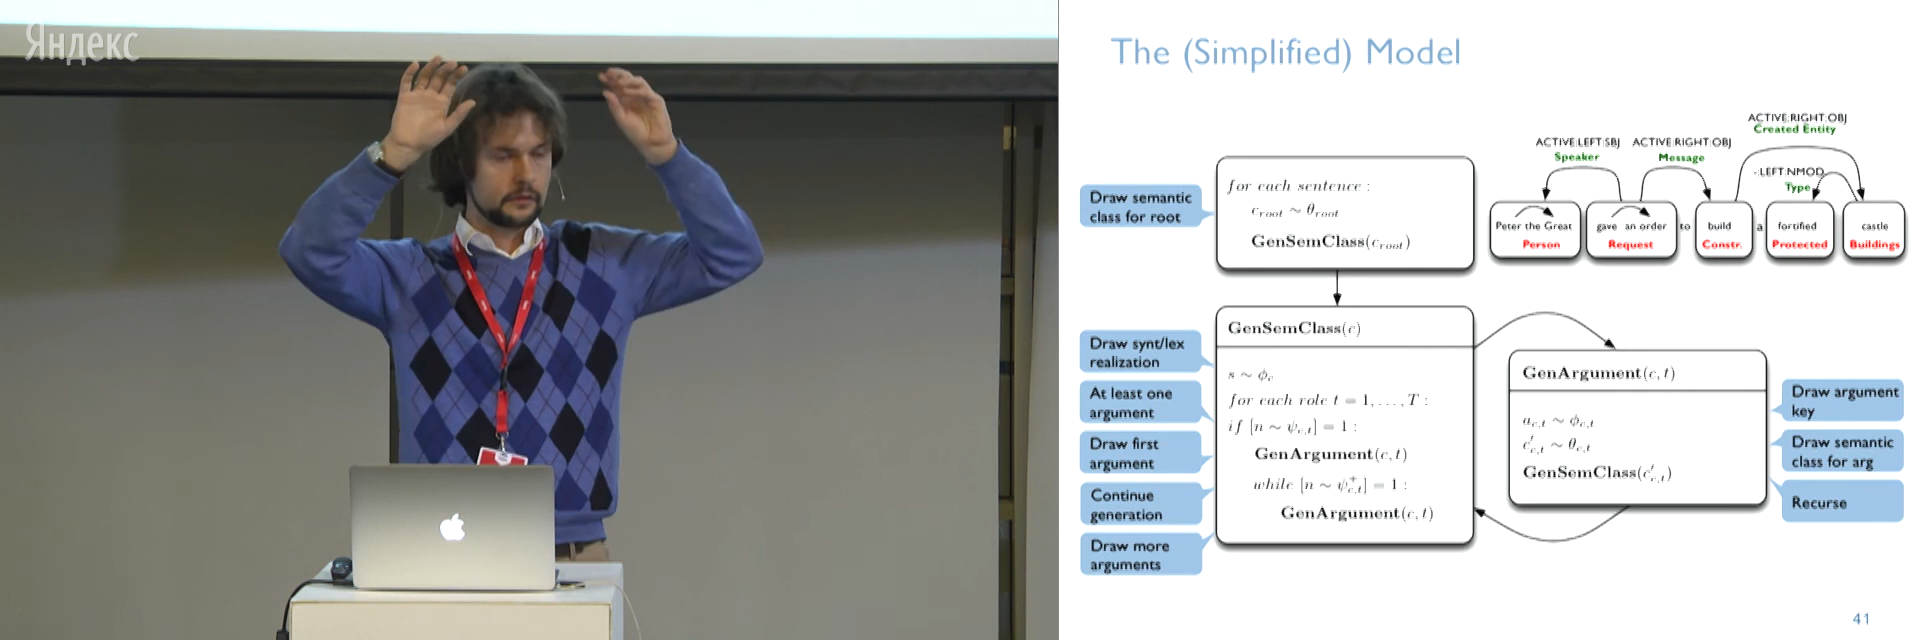 Яндекс
The (Simplified) Model
ACTIVE:RIGHT:OBJ
Created Entity
ACTIVE:LEFT:SBJ ACTIVE:RIGHT:OBJ
Speaker Message
-:LEFT:NMOD
Type
Peter the Great gave an order to build a fortified castle
Person Request Constr. Protected Buildings
Draw semantic
class for root
for each sentence :
c_root ∼ θ_root
GenSemClass(c_root)
Draw synt/lex
realization
At least one
argument
Draw first
argument
Continue
generation
Draw more
arguments
GenSemClass(c)
s ∼ ϕ_c
for each role t = 1, . . . , T :
if [n ∼ ψ_c,t] = 1 :
GenArgument(c, t)
while [n ∼ ψ⁺_c,t] = 1 :
GenArgument(c, t)
GenArgument(c, t)
a_c,t ∼ ϕ_c,t
c′_c,t ∼ θ_c,t
GenSemClass(c′_c,t)
Draw argument
key
Draw semantic
class for arg
Recurse
41